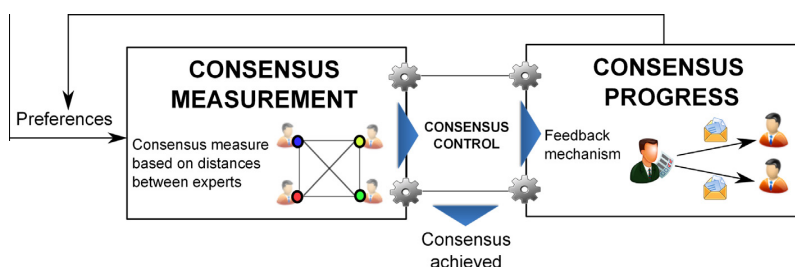 Preferences
CONSENSUS
MEASUREMENT
Consensus measure
based on distances
between experts
CONSENSUS
CONTROL
Consensus
achieved
CONSENSUS
PROGRESS
Feedback
mechanism